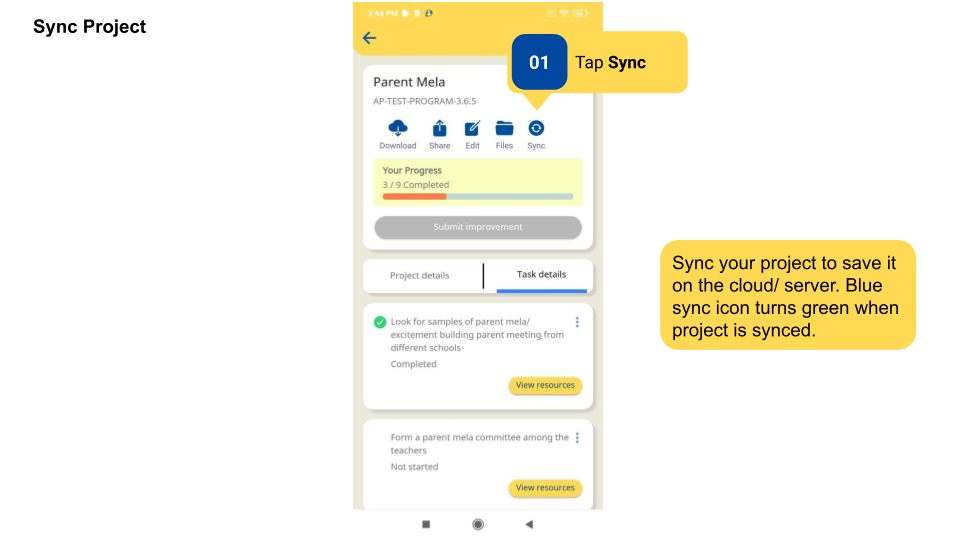 Sync Project
3:48 PM
01
Tap Sync
Parent Mela
AP-TEST-PROGRAM-3.6.5
Download Share Edit Files Sync
Your Progress
3 / 9 Completed
Submit improvement
Project details Task details
Look for samples of parent mela/
excitement building parent meeting from
different schools
Completed
View resources
Form a parent mela committee among the
teachers
Not started
View resources
Sync your project to save it
on the cloud/ server. Blue
sync icon turns green when
project is synced.